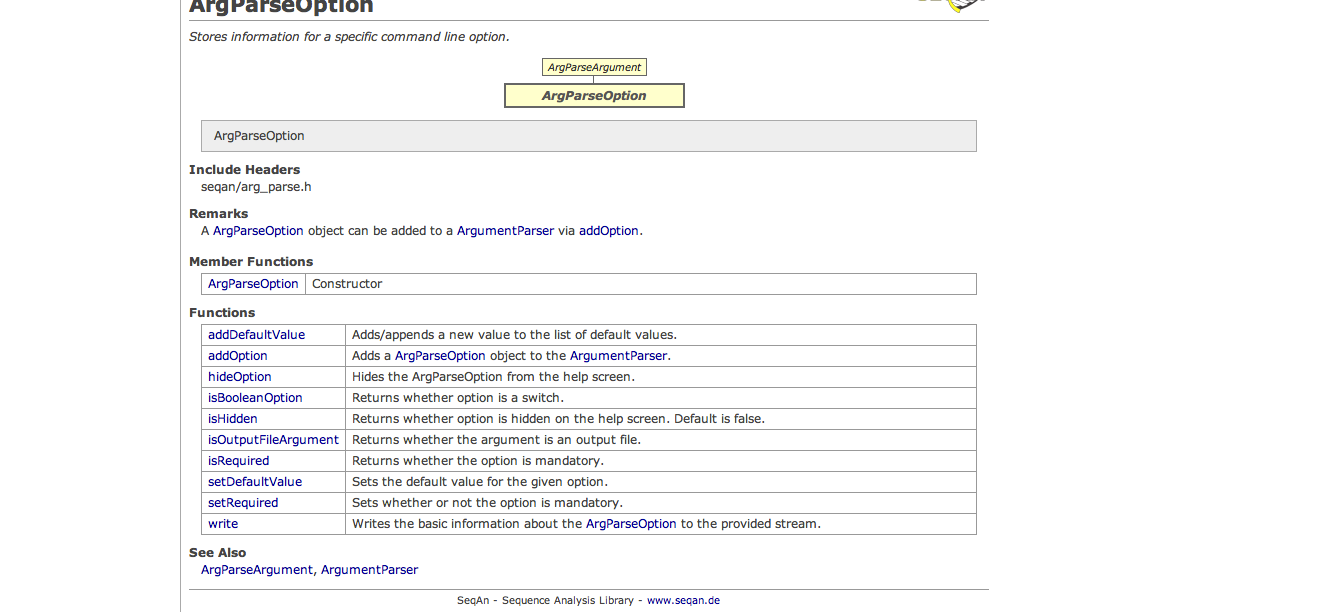 ArgParseOption
Stores information for a specific command line option.
ArgParseArgument
ArgParseOption
ArgParseOption
Include Headers
seqan/arg_parse.h
Remarks
A ArgParseOption object can be added to a ArgumentParser via addOption.
Member Functions
ArgParseOption Constructor
Functions
addDefaultValue Adds/appends a new value to the list of default values.
addOption Adds a ArgParseOption object to the ArgumentParser.
hideOption Hides the ArgParseOption from the help screen.
isBooleanOption Returns whether option is a switch.
isHidden Returns whether option is hidden on the help screen. Default is false.
isOutputFileArgument Returns whether the argument is an output file.
isRequired Returns whether the option is mandatory.
setDefaultValue Sets the default value for the given option.
setRequired Sets whether or not the option is mandatory.
write Writes the basic information about the ArgParseOption to the provided stream.
See Also
ArgParseArgument, ArgumentParser
SeqAn - Sequence Analysis Library - www.seqan.de